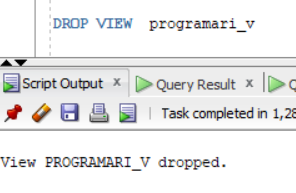 DROP VIEW programari_v
Script Output x Query Result x
Task completed in 1,28
View PROGRAMARI_V dropped.